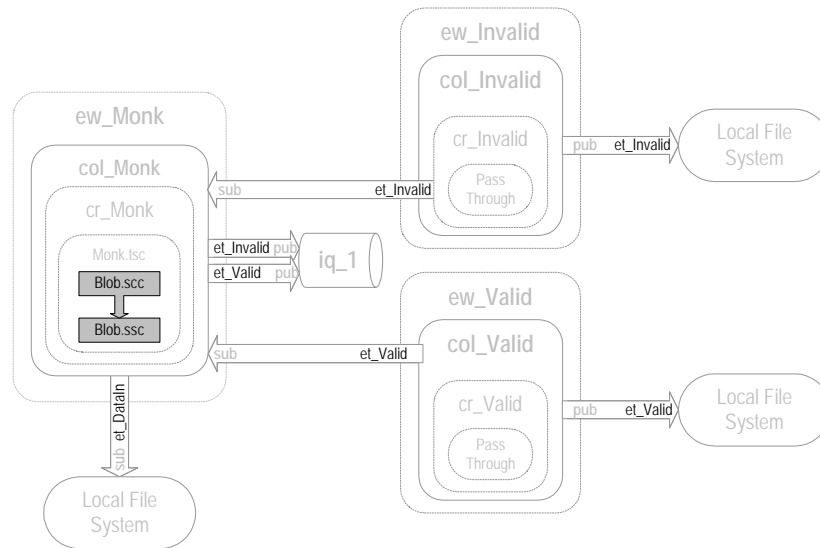 ew_Invalid
col_Invalid
cr_Invalid
Pass
Through
pub et_Invalid
Local File
System
ew_Monk
col_Monk
cr_Monk
Monk.tsc
Blob.scc
Blob.ssc
sub et_Invalid
et_Invalid pub
et_Valid pub
iq_1
sub et_Valid
ew_Valid
col_Valid
cr_Valid
Pass
Through
pub et_Valid
Local File
System
sub et_DataIn
Local File
System